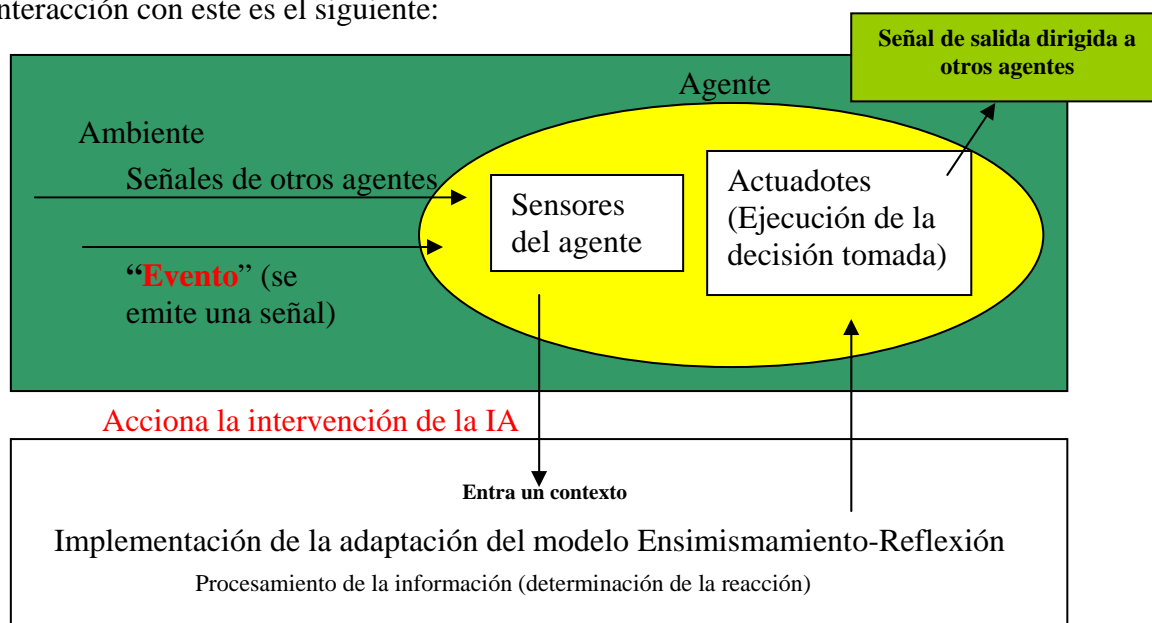 nteracción con este es el siguiente:
Señal de salida dirigida a
otros agentes
Agente
Ambiente
Señales de otros agentes
Sensores
del agente
Actuadotes
(Ejecución de la
decisión tomada)
“Evento” (se
emite una señal)
Acciona la intervención de la IA
Entra un contexto
Implementación de la adaptación del modelo Ensimismamiento-Reflexión
Procesamiento de la información (determinación de la reacción)